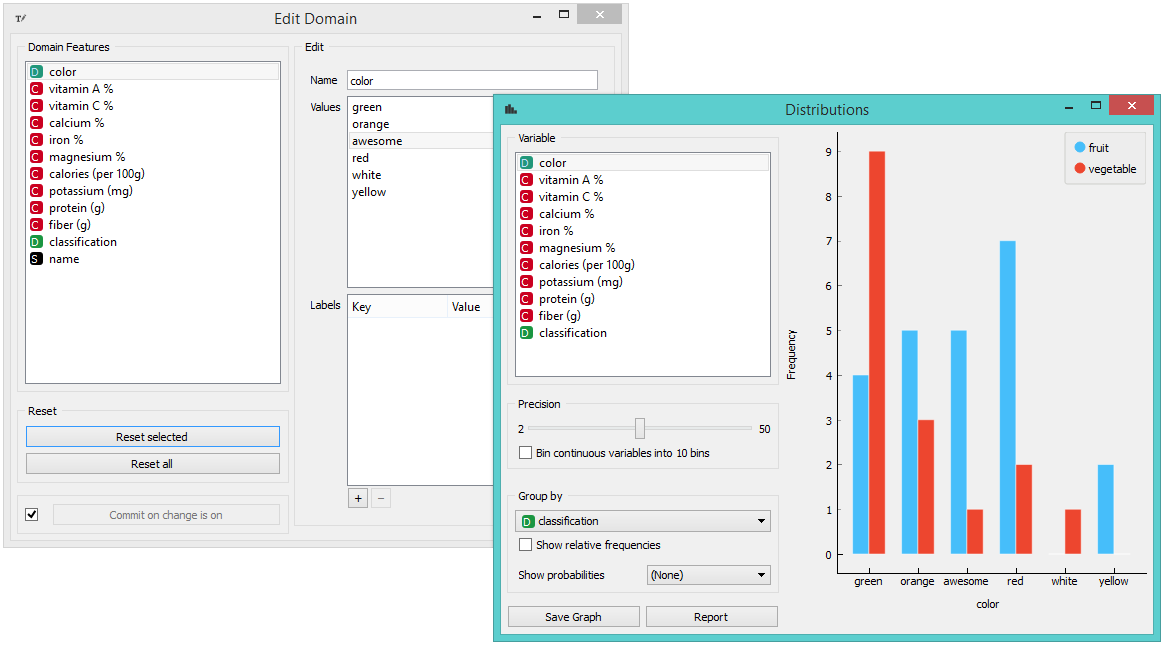 Edit Domain
Domain Features
D color
C vitamin A %
C vitamin C %
C calcium %
C iron %
C magnesium %
C calories (per 100g)
C potassium (mg)
C protein (g)
C fiber (g)
D classification
S name
Reset
Reset selected
Reset all
Commit on change is on
Edit
Name color
Values green
orange
awesome
red
white
yellow
Labels Key Value
+ −
Distributions
Variable
D color
C vitamin A %
C vitamin C %
C calcium %
C iron %
C magnesium %
C calories (per 100g)
C potassium (mg)
C protein (g)
C fiber (g)
D classification
Precision
2 50
Bin continuous variables into 10 bins
Group by
D classification
Show relative frequencies
Show probabilities (None)
Save Graph Report
fruit
vegetable
Frequency
9
8
7
6
5
4
3
2
1
0
green orange awesome red white yellow
color